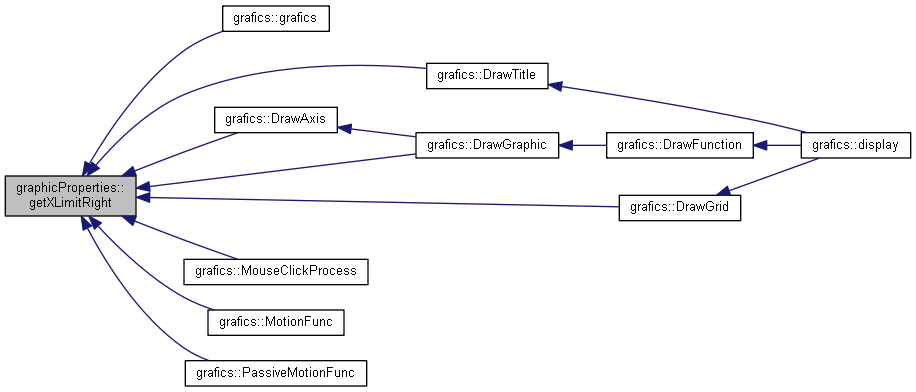 grafics::grafics
grafics::DrawTitle
grafics::DrawAxis
grafics::DrawGraphic
grafics::DrawFunction
grafics::display
graphicProperties::
getXLimitRight
grafics::DrawGrid
grafics::MouseClickProcess
grafics::MotionFunc
grafics::PassiveMotionFunc